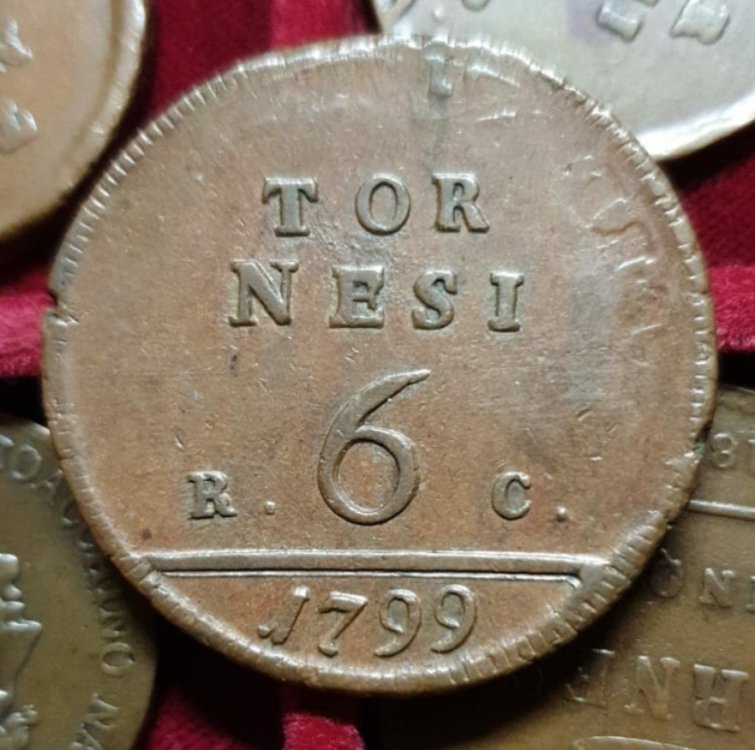 TOR
NESI
6
R. C.
1799